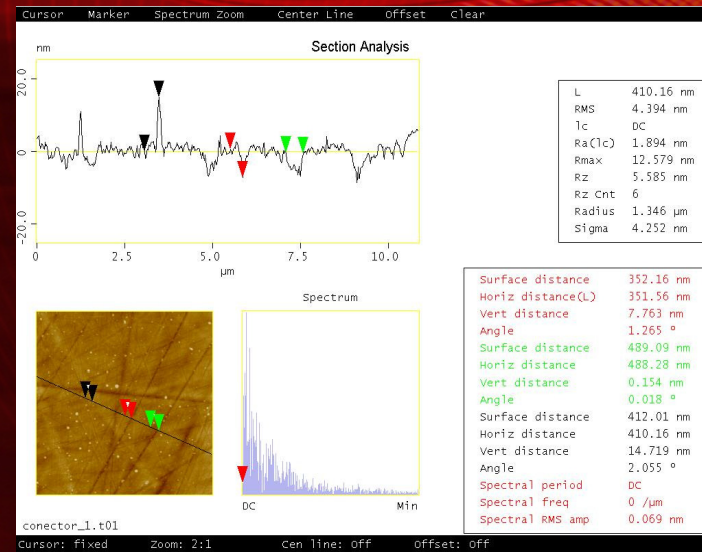 Cursor Marker Spectrum Zoom Center Line Offset Clear
Section Analysis
nm
20.0
0
-20.0
0 2.5 5.0 7.5 10.0
µm
L 410.16 nm
RMS 4.394 nm
lc DC
Ra(lc) 1.894 nm
Rmax 12.579 nm
Rz 5.585 nm
Rz Cnt 6
Radius 1.346 µm
Sigma 4.252 nm
Spectrum
DC Min
Surface distance 352.16 nm
Horiz distance(L) 351.56 nm
Vert distance 7.763 nm
Angle 1.265 °
Surface distance 489.09 nm
Horiz distance 488.28 nm
Vert distance 0.154 nm
Angle 0.018 °
Surface distance 412.01 nm
Horiz distance 410.16 nm
Vert distance 14.719 nm
Angle 2.055 °
Spectral period DC
Spectral freq 0 /µm
Spectral RMS amp 0.069 nm
conector_1.t01
Cursor: fixed Zoom: 2:1 Cen line: Off Offset: Off